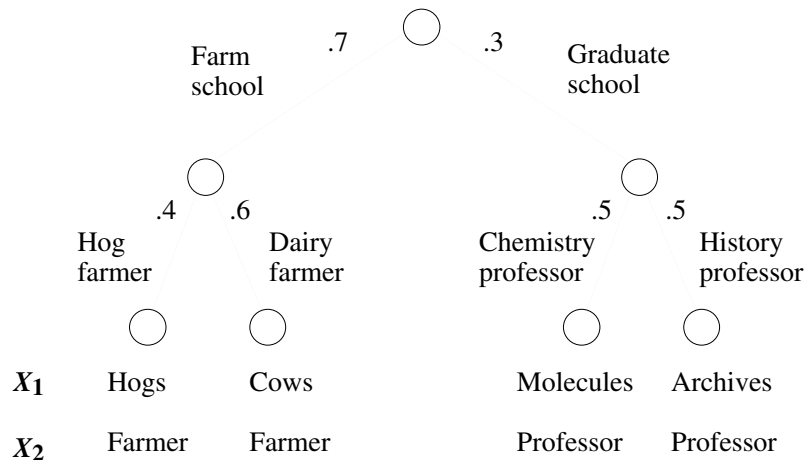 .7
.3
Farm
school
Graduate
school
.4
.6
.5
.5
Hog
farmer
Dairy
farmer
Chemistry
professor
History
professor
X1 Hogs Cows Molecules Archives
X2 Farmer Farmer Professor Professor